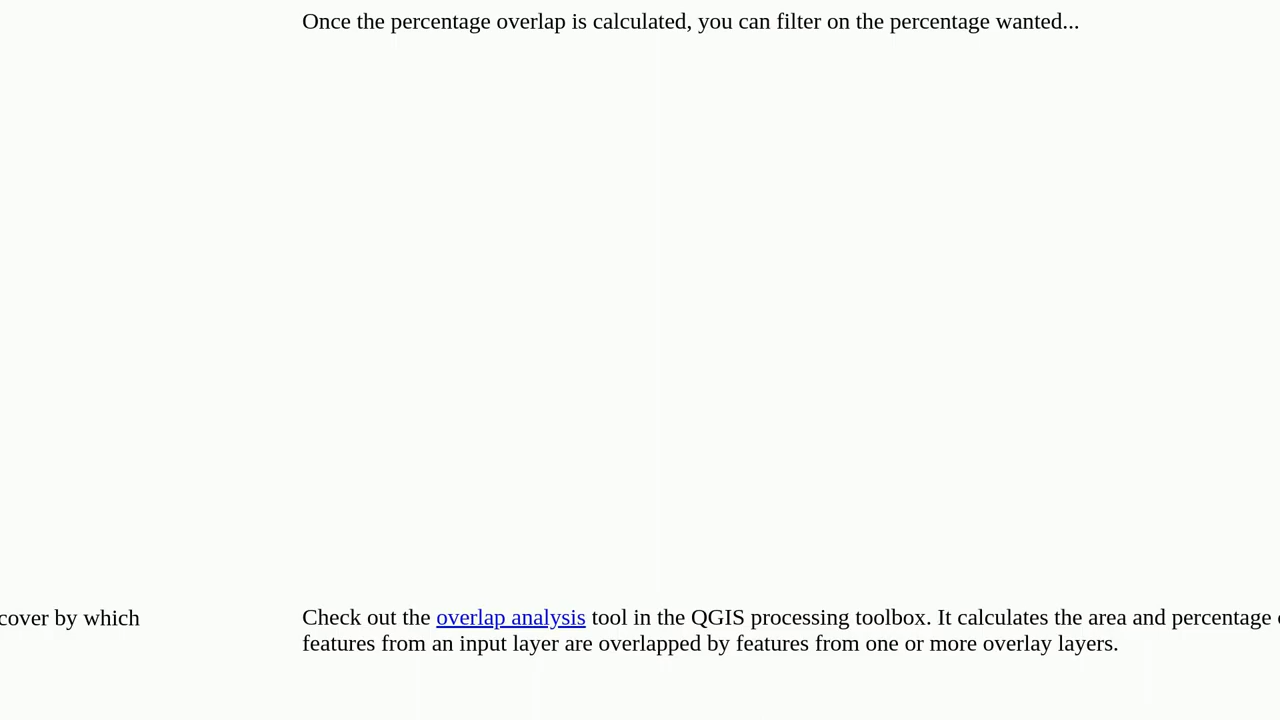 Once the percentage overlap is calculated, you can filter on the percentage wanted...
cover by which
Check out the overlap analysis tool in the QGIS processing toolbox. It calculates the area and percentage
features from an input layer are overlapped by features from one or more overlay layers.